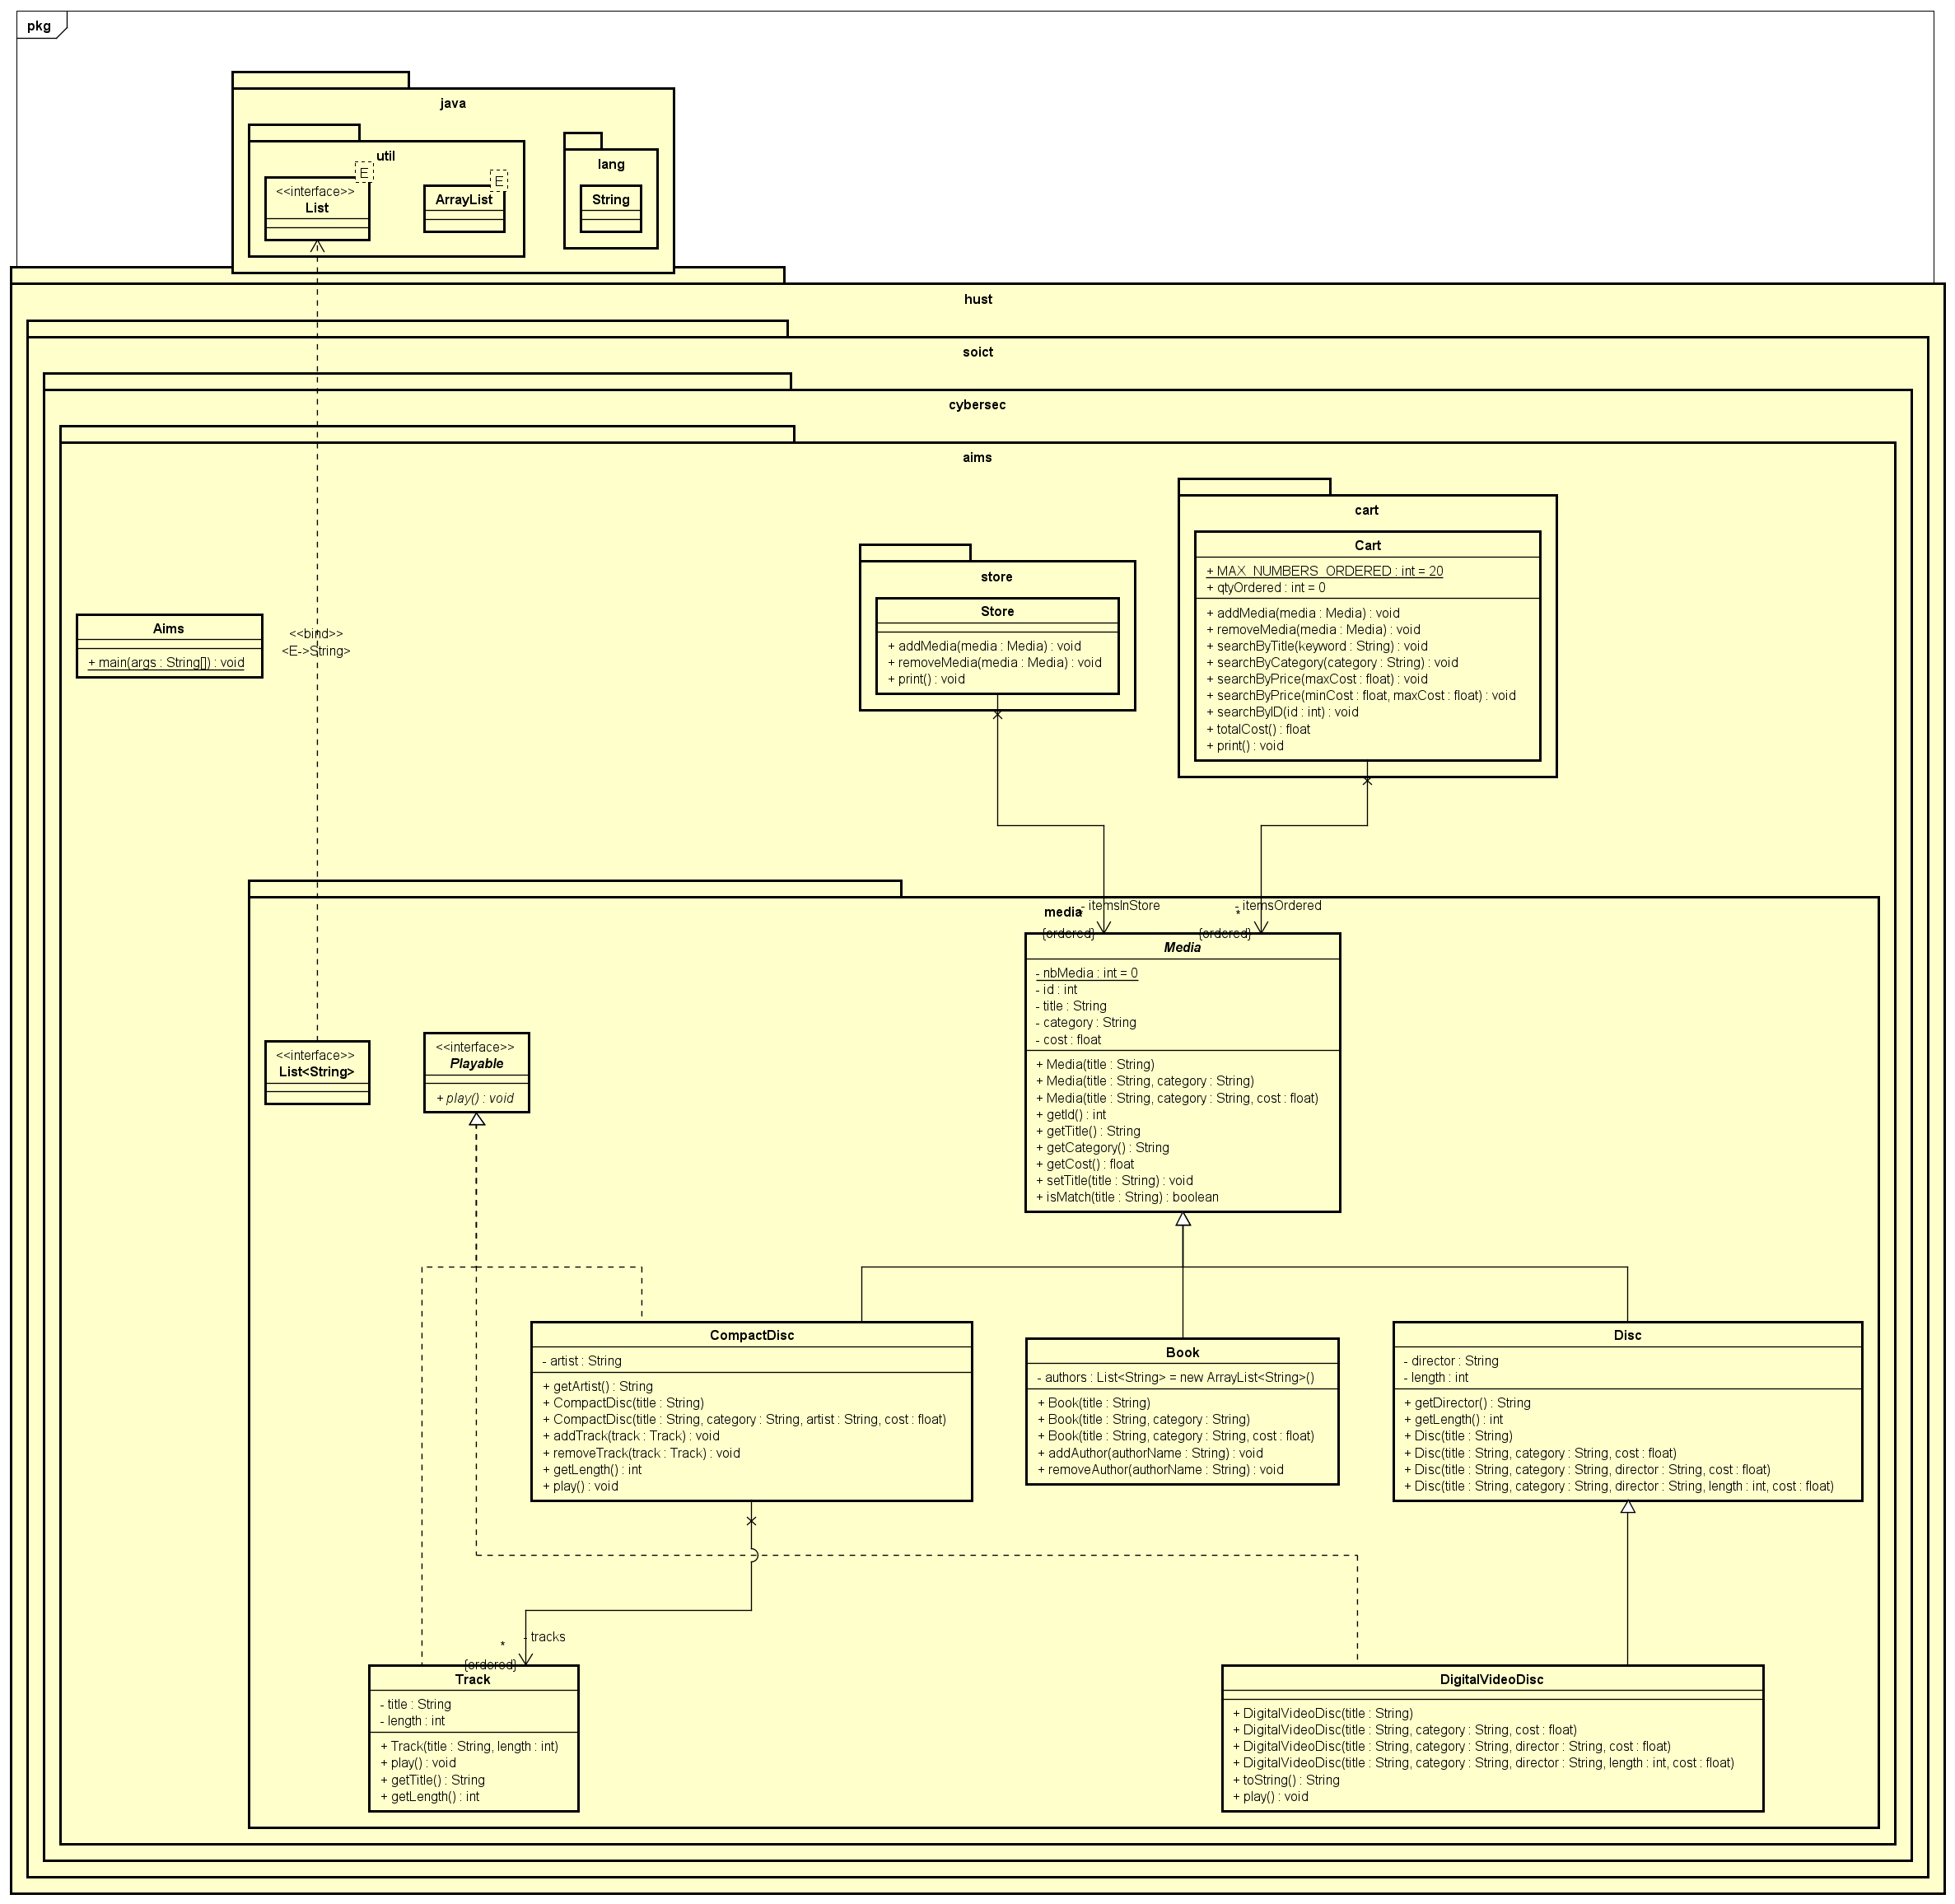 pkg
java
util
E
<<interface>>
List
E
ArrayList
lang
String
hust
soict
cybersec
aims
Aims
+ main(args : String[]) : void
<<bind>>
<E->String>
store
Store
+ addMedia(media : Media) : void
+ removeMedia(media : Media) : void
+ print() : void
cart
Cart
+ MAX_NUMBERS_ORDERED : int = 20
+ qtyOrdered : int = 0
+ addMedia(media : Media) : void
+ removeMedia(media : Media) : void
+ searchByTitle(keyword : String) : void
+ searchByCategory(category : String) : void
+ searchByPrice(maxCost : float) : void
+ searchByPrice(minCost : float, maxCost : float) : void
+ searchByID(id : int) : void
+ totalCost() : float
+ print() : void
media
- itemsInStore
*
{ordered}
- itemsOrdered
*
{ordered}
Media
- nbMedia : int = 0
- id : int
- title : String
- category : String
- cost : float
+ Media(title : String)
+ Media(title : String, category : String)
+ Media(title : String, category : String, cost : float)
+ getId() : int
+ getTitle() : String
+ getCategory() : String
+ getCost() : float
+ setTitle(title : String) : void
+ isMatch(title : String) : boolean
<<interface>>
List<String>
<<interface>>
Playable
+ play() : void
CompactDisc
- artist : String
+ getArtist() : String
+ CompactDisc(title : String)
+ CompactDisc(title : String, category : String, artist : String, cost : float)
+ addTrack(track : Track) : void
+ removeTrack(track : Track) : void
+ getLength() : int
+ play() : void
Book
- authors : List<String> = new ArrayList<String>()
+ Book(title : String)
+ Book(title : String, category : String)
+ Book(title : String, category : String, cost : float)
+ addAuthor(authorName : String) : void
+ removeAuthor(authorName : String) : void
Disc
- director : String
- length : int
+ getDirector() : String
+ getLength() : int
+ Disc(title : String)
+ Disc(title : String, category : String, cost : float)
+ Disc(title : String, category : String, director : String, cost : float)
+ Disc(title : String, category : String, director : String, length : int, cost : float)
- tracks
*
{ordered}
Track
- title : String
- length : int
+ Track(title : String, length : int)
+ play() : void
+ getTitle() : String
+ getLength() : int
DigitalVideoDisc
+ DigitalVideoDisc(title : String)
+ DigitalVideoDisc(title : String, category : String, cost : float)
+ DigitalVideoDisc(title : String, category : String, director : String, cost : float)
+ DigitalVideoDisc(title : String, category : String, director : String, length : int, cost : float)
+ toString() : String
+ play() : void